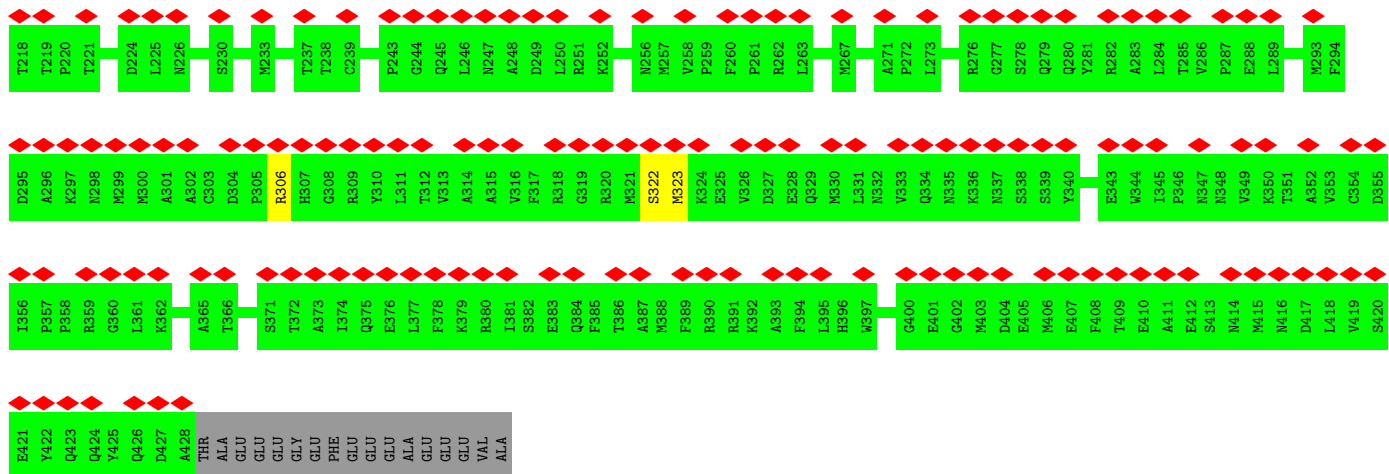 T218 T219 P220 T221 D224 L225 N226 S230 M233 T237 T238 C239 P243 G244 Q245 L246 N247 A248 D249 L250 R251 K252 N256 M257 V258 P259 F260 P261 R262 L263 M267 A271 P272 L273 R276 G277 S278 Q279 Q280 Y281 R282 A283 L284 T285 V286 P287 E288 L289 M293 F294
D295 A296 K297 N298 M299 M300 A301 A302 C303 D304 P305 R306 H307 G308 R309 Y310 L311 T312 V313 A314 A315 V316 F317 R318 G319 R320 M321 S322 M323 K324 E325 V326 D327 E328 Q329 M330 L331 N332 V333 Q334 N335 K336 N337 S338 S339 Y340 E343 W344 I345 P346 N347 N348 V349 K350 T351 A352 V353 C354 D355
I356 P357 P358 R359 G360 L361 K362 A365 T366 S371 T372 A373 I374 Q375 E376 L377 F378 K379 R380 I381 S382 E383 Q384 F385 T386 A387 M388 F389 R390 R391 K392 A393 F394 L395 H396 W397 G400 E401 G402 M403 D404 E405 M406 E407 F408 T409 E410 A411 E412 S413 N414 M415 N416 D417 L418 V419 S420
E421 Y422 Q423 Q424 Y425 Q426 D427 A428 THR ALA GLU GLU GLU GLY GLU PHE GLU GLU GLU ALA GLU GLU GLU VAL ALA